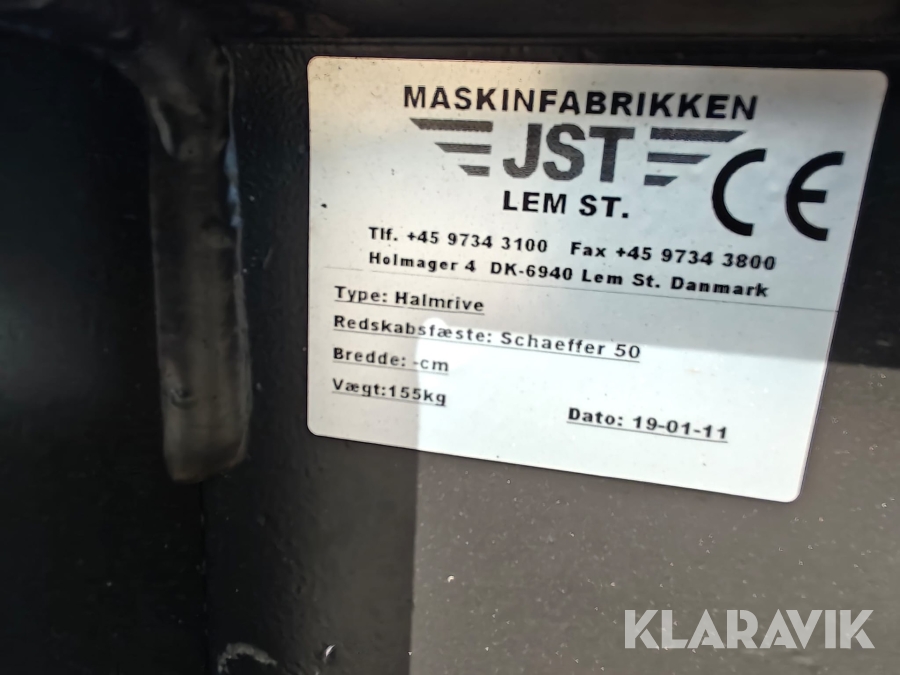 MASKINFABRIKKEN
JST
LEM ST.
CE
Tlf. +45 9734 3100 Fax +45 9734 3800
Holmager 4 DK-6940 Lem St. Danmark
Type: Halmrive
Redskabsfæste: Schaeffer 50
Bredde: -cm
Vægt:155kg
Dato: 19-01-11
KLARAVIK